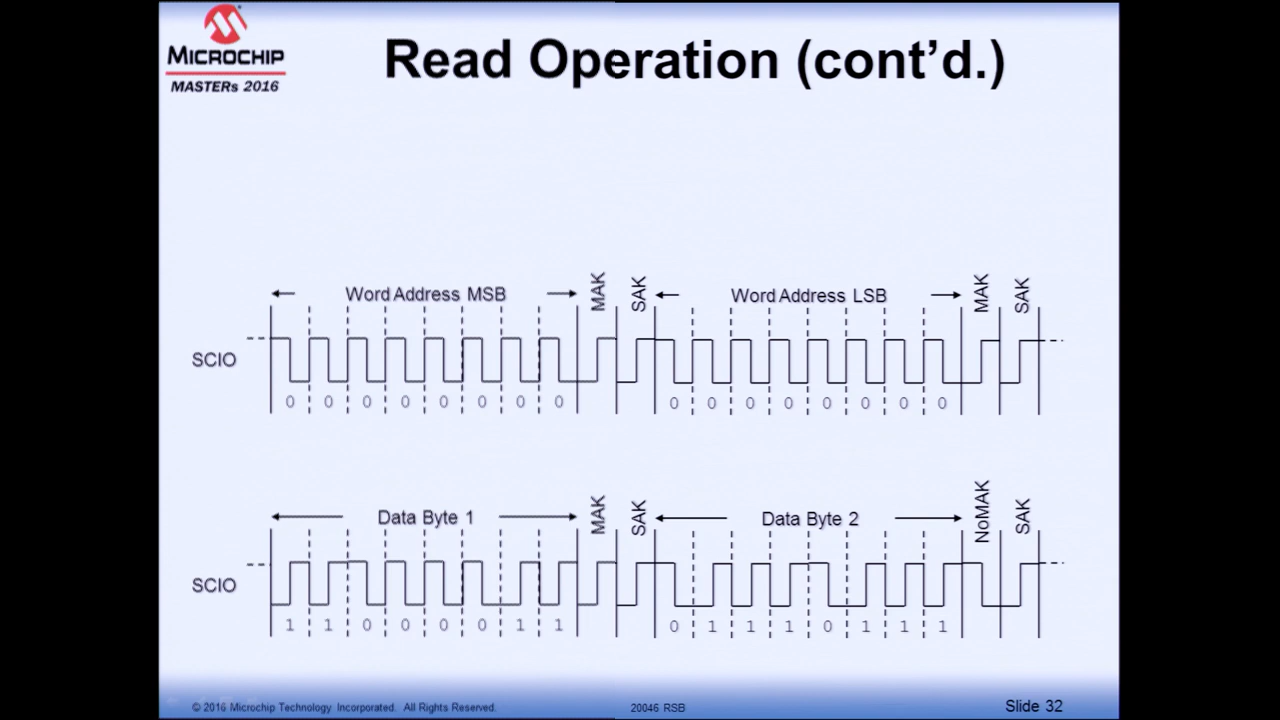 MICROCHIP
MASTERs 2016
Read Operation (cont'd.)
Word Address MSB
MAK
SAK
Word Address LSB
MAK
SAK
SCIO
0 0 0 0 0 0 0 0
0 0 0 0 0 0 0 0
Data Byte 1
MAK
SAK
Data Byte 2
NoMAK
SAK
SCIO
1 1 0 0 0 0 1 1
0 1 1 1 0 1 1 1
© 2016 Microchip Technology Incorporated. All Rights Reserved.
20046 RSB
Slide 32